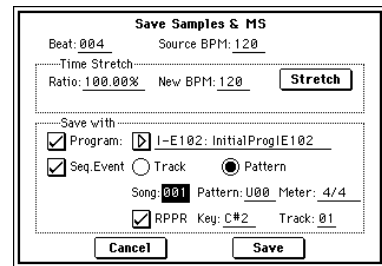 Save Samples & MS
Beat: 004 Source BPM: 120
Time Stretch
Ratio: 100.00% New BPM: 120 Stretch
Save with
Program: I-E102: InitialProgIE102
Seq.Event Track Pattern
Song: 001 Pattern: U00 Meter: 4/4
RPPR Key: C#2 Track: 01
Cancel Save